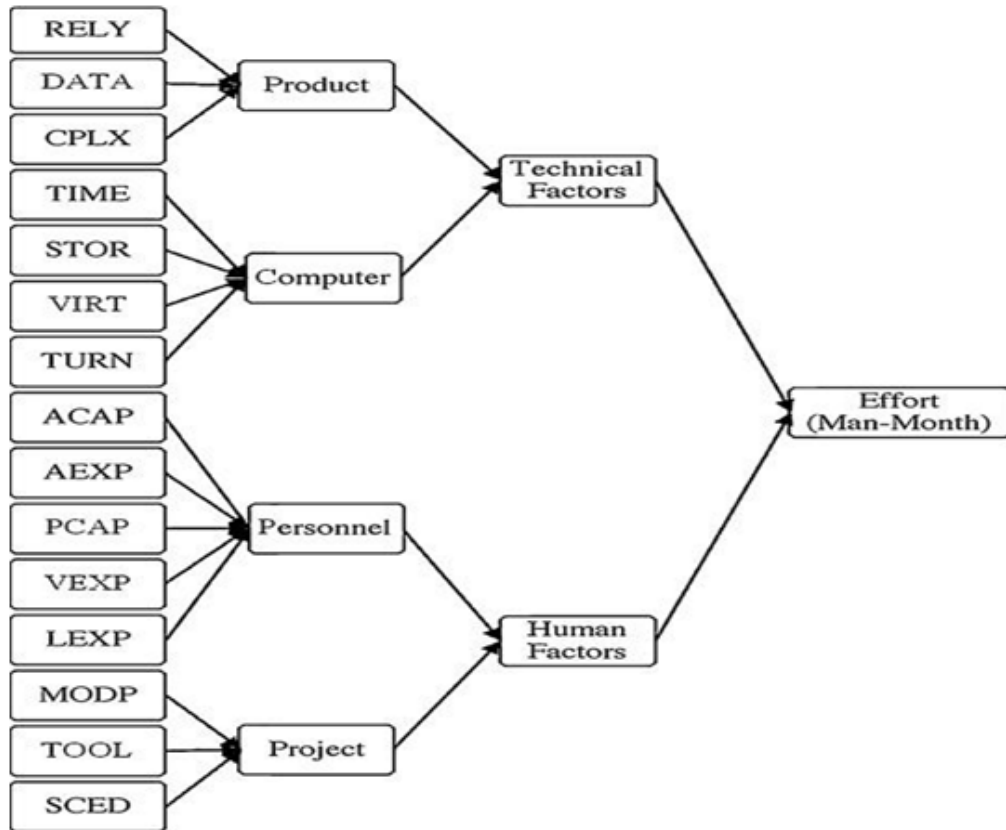 RELY
DATA
CPLX
TIME
STOR
VIRT
TURN
ACAP
AEXP
PCAP
VEXP
LEXP
MODP
TOOL
SCED
Product
Computer
Personnel
Project
Technical
Factors
Human
Factors
Effort
(Man-Month)